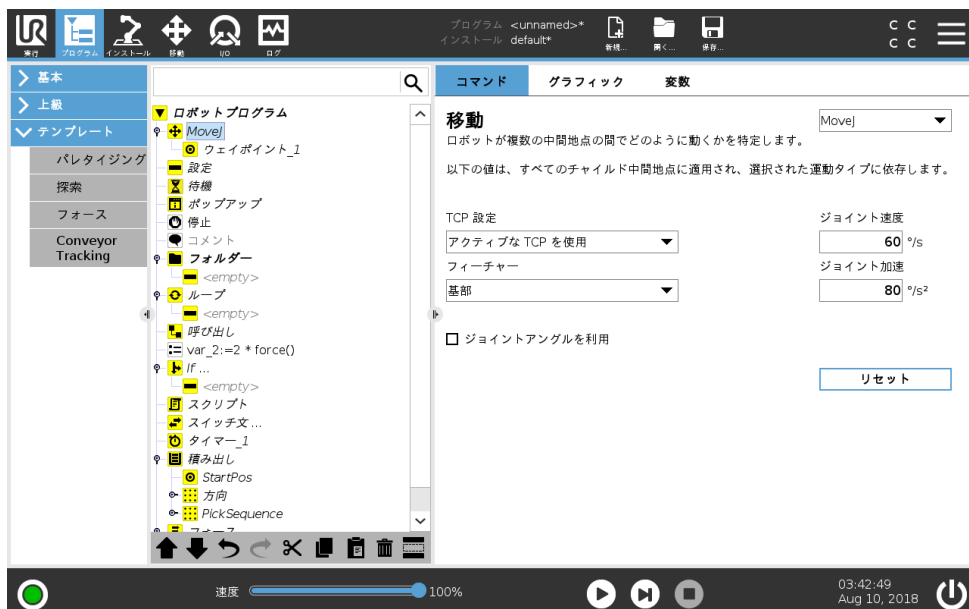 UR
実行
プログラム
インストール
移動
I/O
ログ
プログラム <unnamed>*
インストール default*
新規...
開く...
保存...
C C
C C
基本
上級
テンプレート
パレタイジング
探索
フォース
Conveyor
Tracking
ロボットプログラム
MoveJ
ウェイポイント_1
設定
待機
ポップアップ
停止
コメント
フォルダー
<empty>
ループ
<empty>
呼び出し
var_2:=2 * force()
If ...
<empty>
スクリプト
スイッチ文 ...
タイマー_1
積み出し
StartPos
方向
PickSequence
フォース
コマンド グラフィック 変数
移動
MoveJ
ロボットが複数の中間地点の間でどのように動くかを特定します。
以下の値は、すべてのチャイルド中間地点に適用され、選択された運動タイプに依存します。
TCP 設定
ジョイント速度
アクティブな TCP を使用
60 °/s
フィーチャー
ジョイント加速
基部
80 °/s²
ジョイントアングルを利用
リセット
速度
100%
03:42:49
Aug 10, 2018